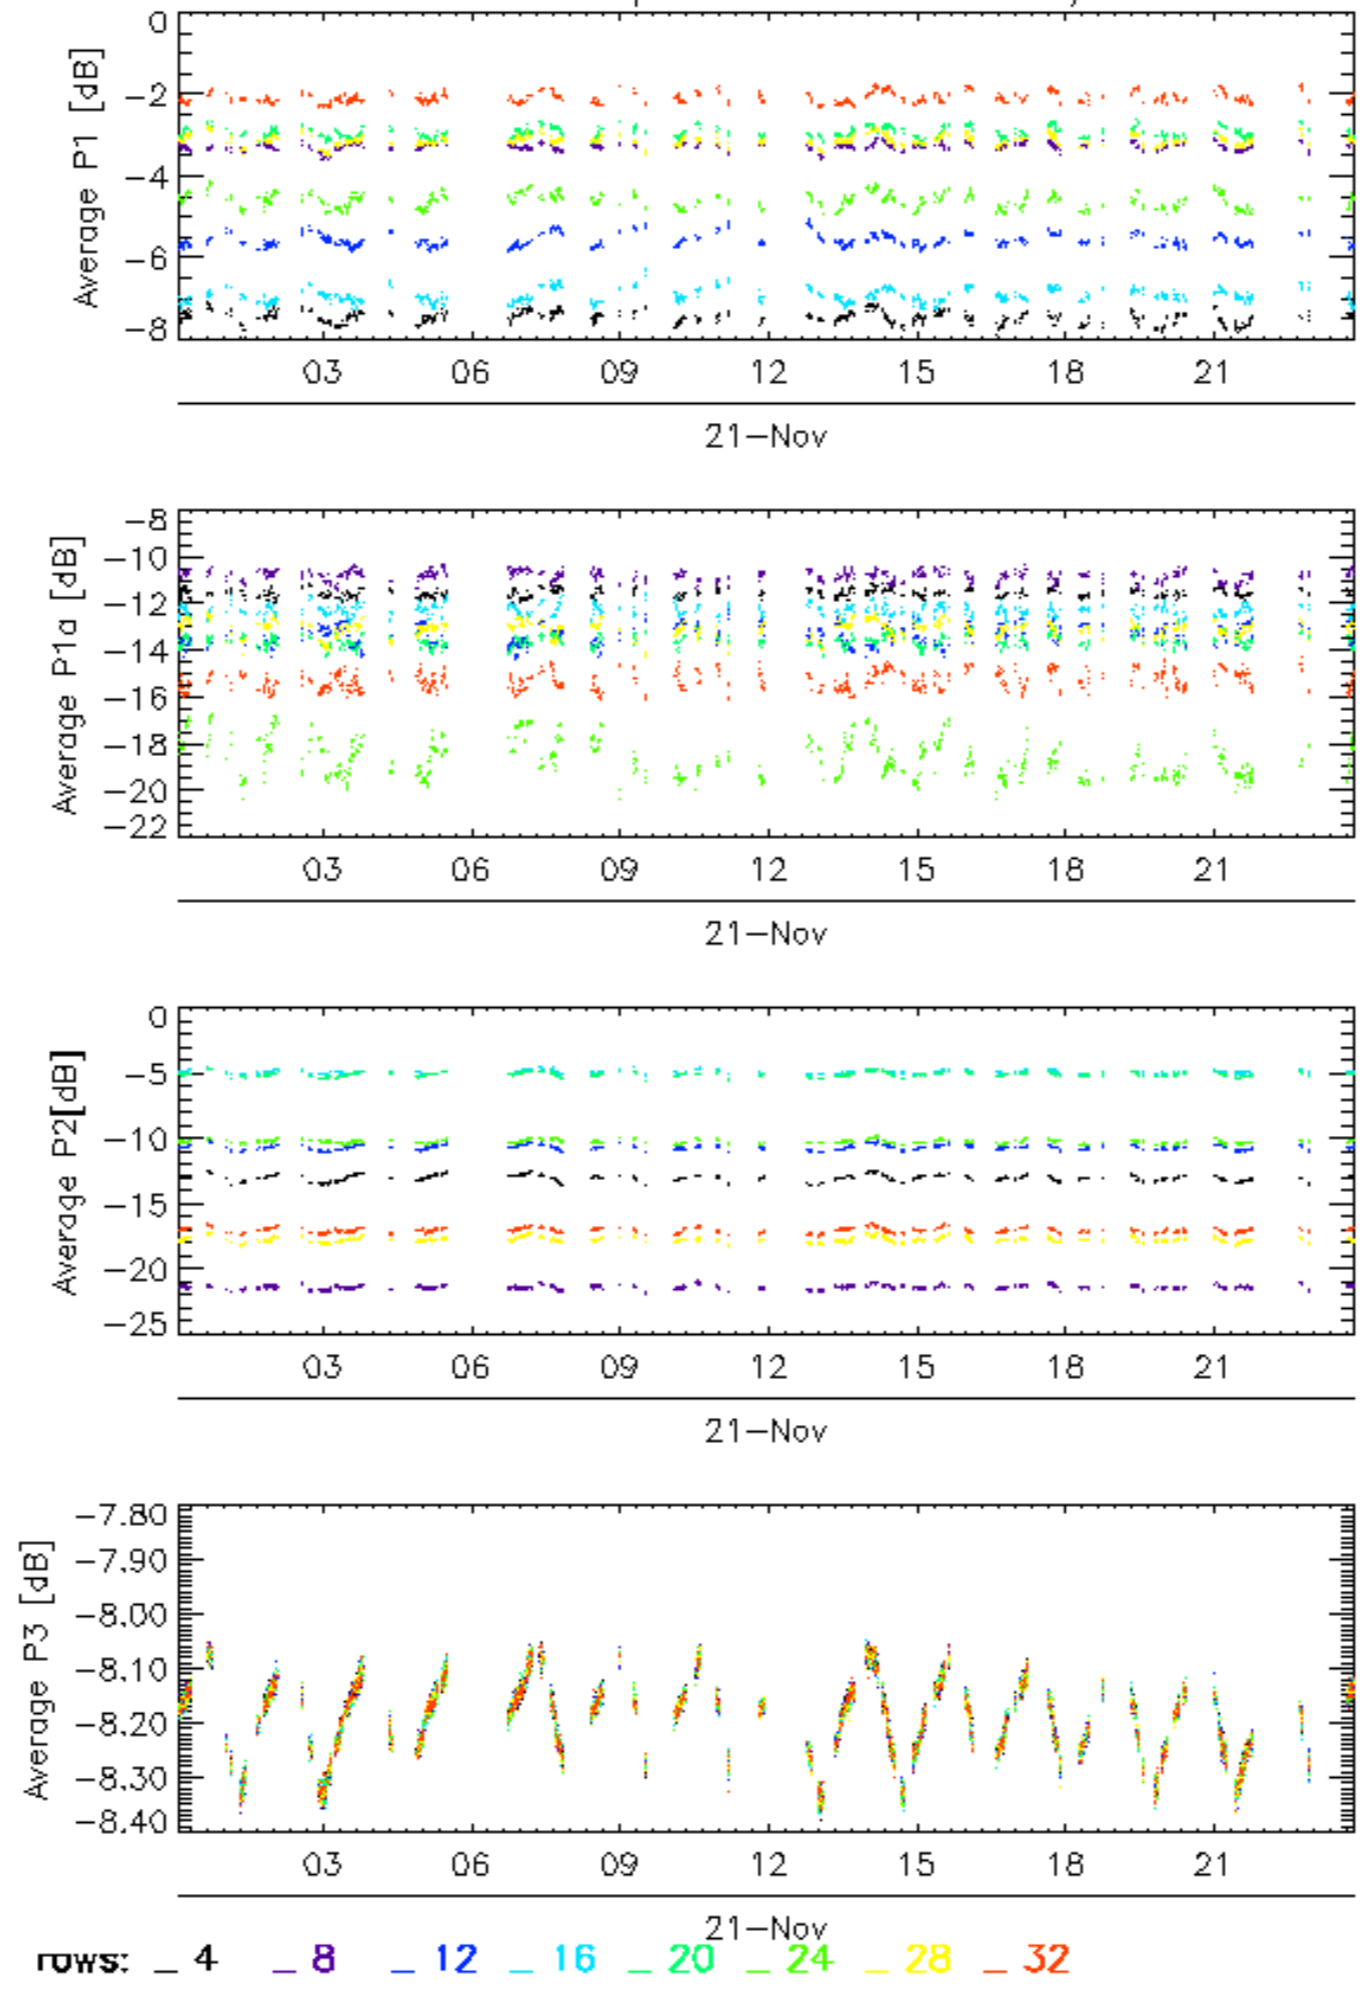 0
−2
−4
−6
−8
Average P1 [dB]
03 06 09 12 15 18 21
21−Nov
−8
−10
−12
−14
−16
−18
−20
−22
Average P1a [dB]
03 06 09 12 15 18 21
21−Nov
0
−5
−10
−15
−20
−25
Average P2[dB]
03 06 09 12 15 18 21
21−Nov
−7.80
−7.90
−8.00
−8.10
−8.20
−8.30
−8.40
Average P3 [dB]
03 06 09 12 15 18 21
21−Nov
rows: _ 4 _ 8 _ 12 _ 16 _ 20 _ 24 _ 28 _ 32